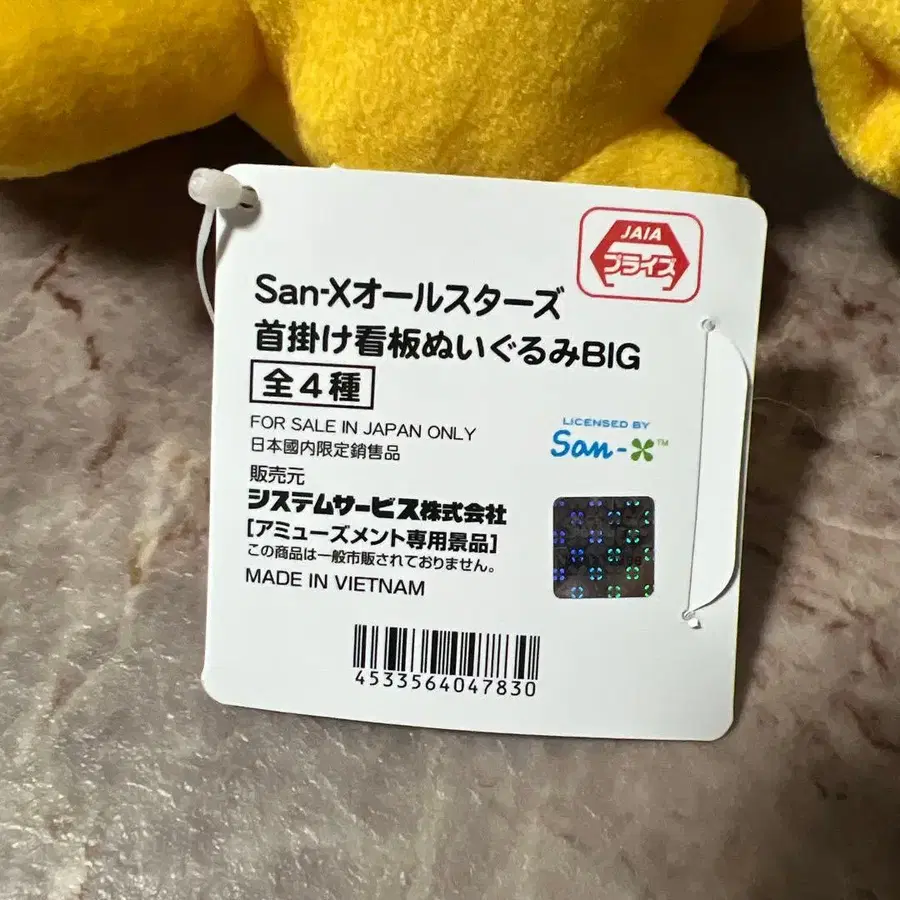 JAIA
プライズ
San-Xオールスターズ
首掛け看板ぬいぐるみBIG
全4種
FOR SALE IN JAPAN ONLY
日本國内限定銷售品
LICENSED BY
San-X™
販売元
システムサービス株式会社
[アミューズメント専用景品]
この商品は一般市販されておりません。
MADE IN VIETNAM
4533564047830